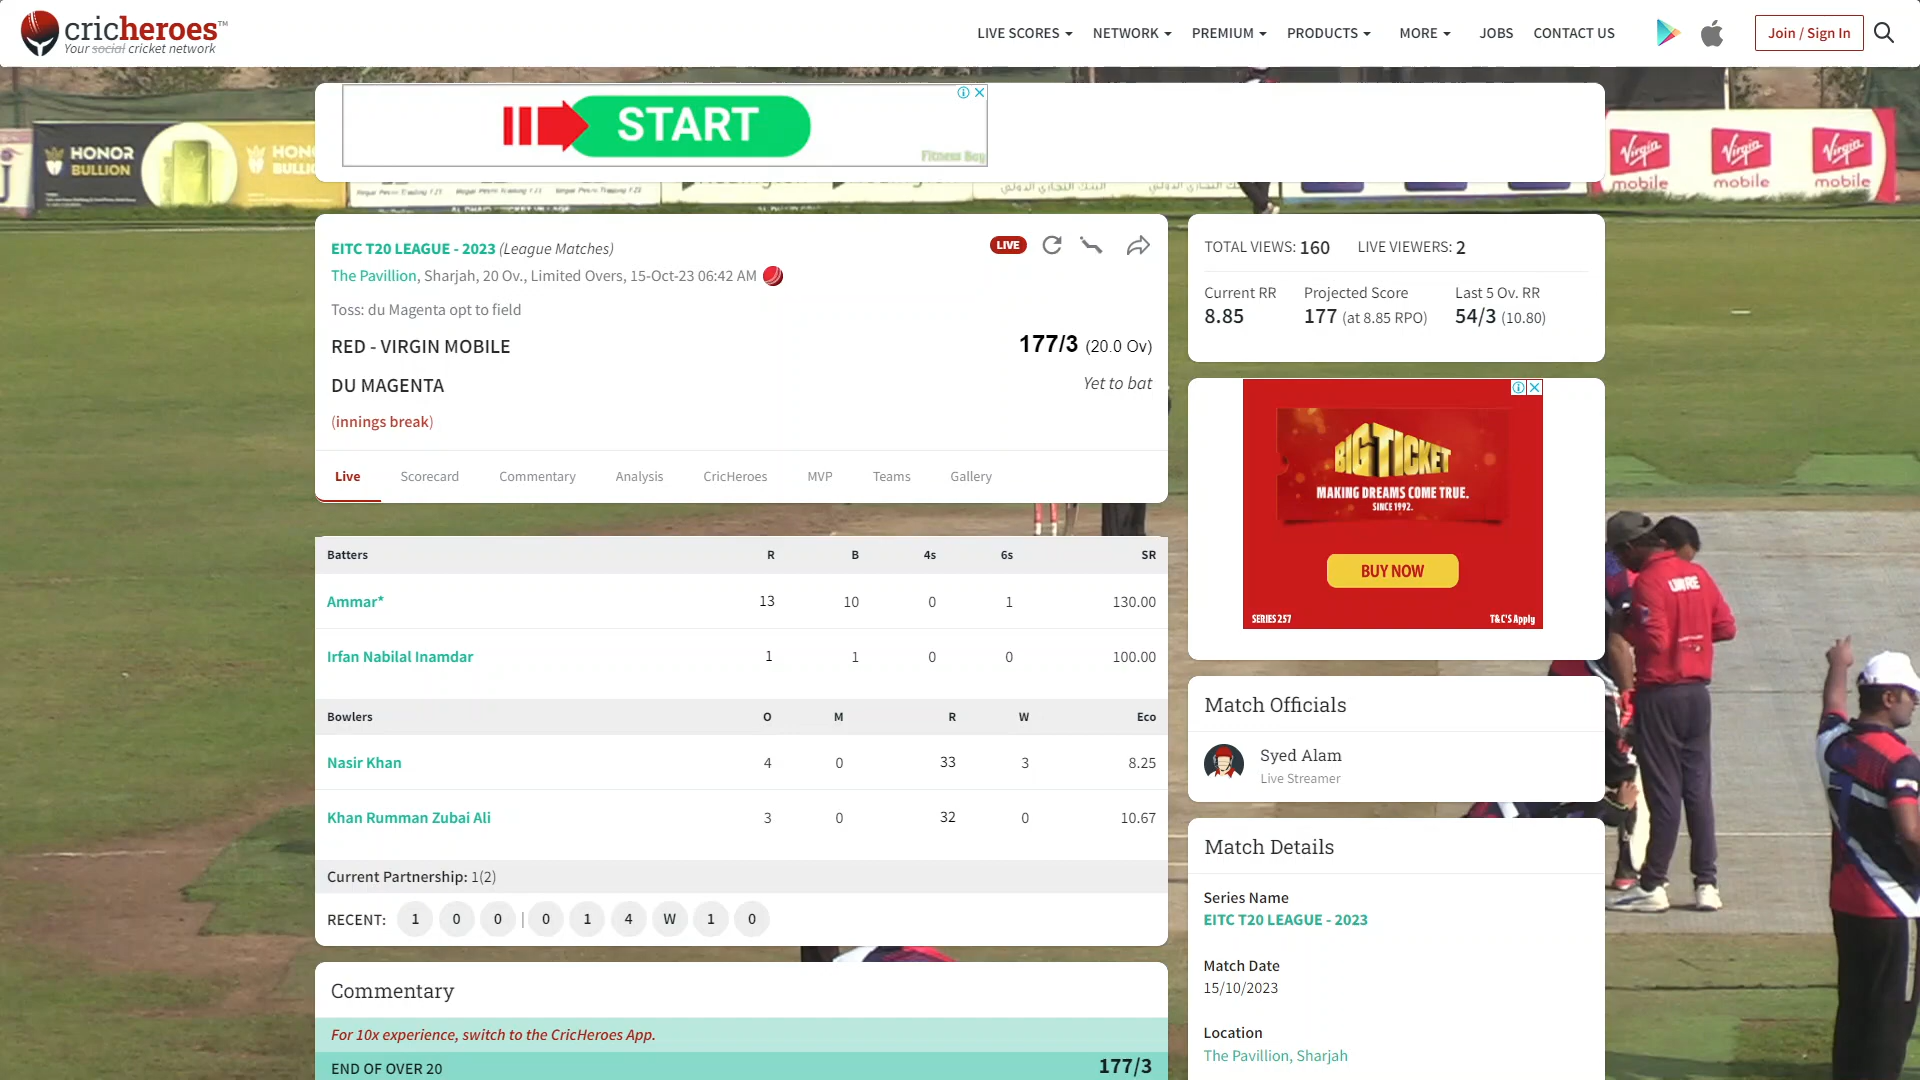 cricheroes™
Your social cricket network
LIVE SCORES
NETWORK
PREMIUM
PRODUCTS
MORE
JOBS
CONTACT US
Join / Sign In
START
Fitness Bay
HONOR
BULLION
mobile
mobile
mobile
EITC T20 LEAGUE - 2023 (League Matches)
LIVE
The Pavillion, Sharjah, 20 Ov., Limited Overs, 15-Oct-23 06:42 AM
Toss: du Magenta opt to field
RED - VIRGIN MOBILE 177/3 (20.0 Ov)
DU MAGENTA Yet to bat
(innings break)
Live Scorecard Commentary Analysis CricHeroes MVP Teams Gallery
Batters R B 4s 6s SR
Ammar* 13 10 0 1 130.00
Irfan Nabilal Inamdar 1 1 0 0 100.00
Bowlers O M R W Eco
Nasir Khan 4 0 33 3 8.25
Khan Rumman Zubai Ali 3 0 32 0 10.67
Current Partnership: 1(2)
RECENT: 1 0 0 | 0 1 4 W 1 0
Commentary
For 10x experience, switch to the CricHeroes App.
END OF OVER 20 177/3
TOTAL VIEWS: 160 LIVE VIEWERS: 2
Current RR Projected Score Last 5 Ov. RR
8.85 177 (at 8.85 RPO) 54/3 (10.80)
BIG TICKET
MAKING DREAMS COME TRUE.
SINCE 1992.
BUY NOW
SERIES 257 T&C'S Apply
Match Officials
Syed Alam
Live Streamer
Match Details
Series Name
EITC T20 LEAGUE - 2023
Match Date
15/10/2023
Location
The Pavillion, Sharjah